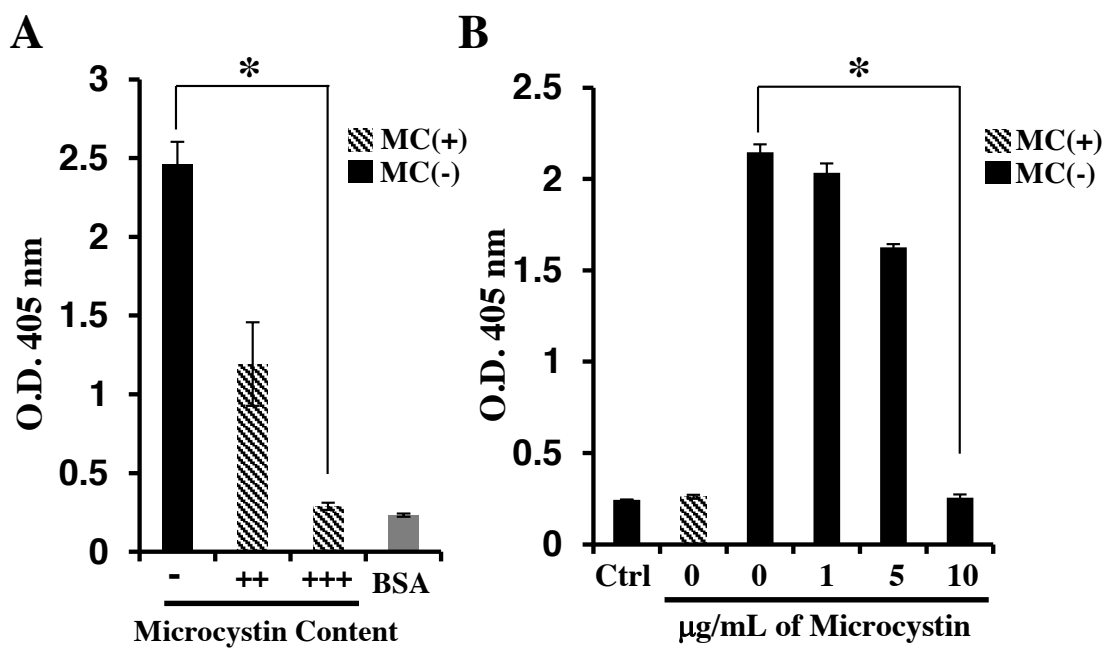 A
*
3
2.5
2
1.5
1
0.5
0
O.D. 405 nm
MC(+)
MC(-)
- ++ +++ BSA
Microcystin Content
B
*
2.5
2
1.5
1
0.5
0
O.D. 405 nm
MC(+)
MC(-)
Ctrl 0 0 1 5 10
μg/mL of Microcystin